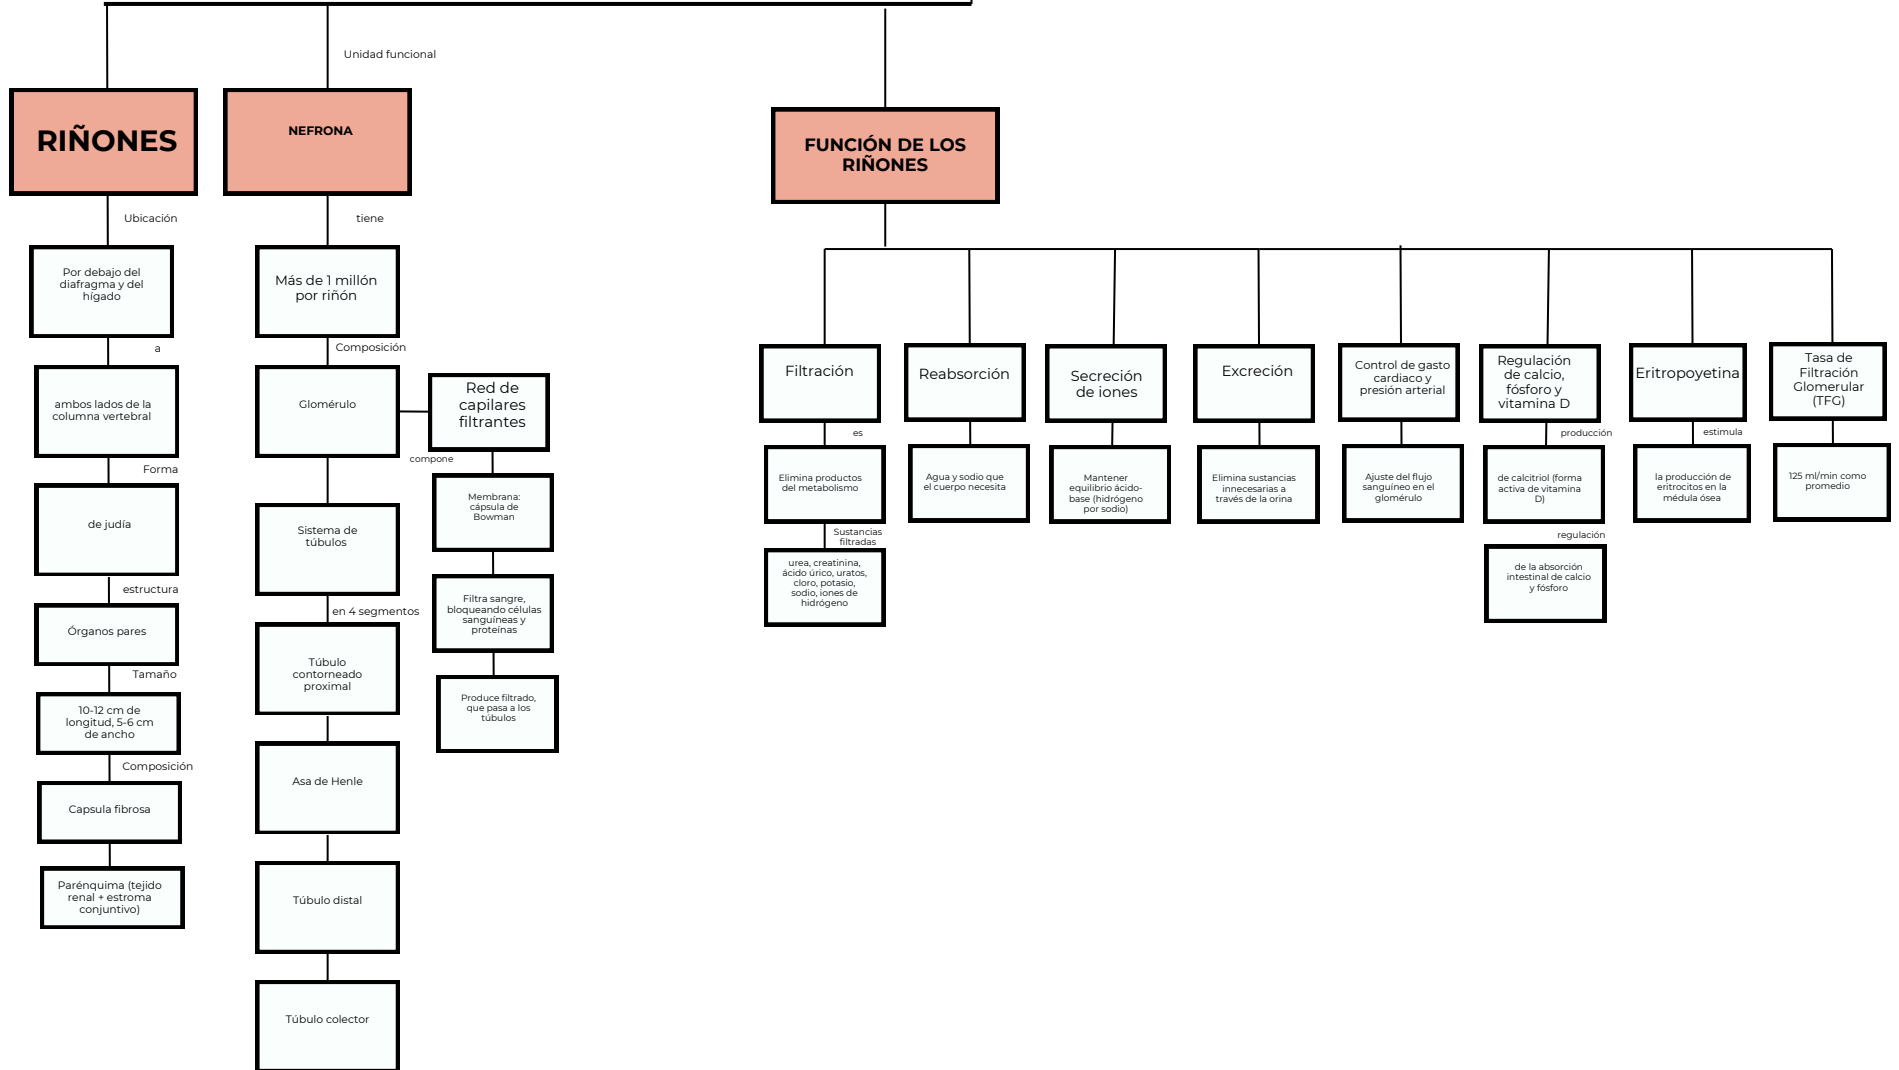 Unidad funcional
RIÑONES
Ubicación
Por debajo del
diafragma y del
hígado
a
ambos lados de la
columna vertebral
Forma
de judía
estructura
Órganos pares
Tamaño
10-12 cm de
longitud, 5-6 cm
de ancho
Composición
Capsula fibrosa
Parénquima (tejido
renal + estroma
conjuntivo)
NEFRONA
tiene
Más de 1 millón
por riñón
Composición
Glomérulo
Sistema de
túbulos
en 4 segmentos
Túbulo
contorneado
proximal
Asa de Henle
Túbulo distal
Túbulo colector
Red de
capilares
filtrantes
compone
Membrana:
cápsula de
Bowman
Filtra sangre,
bloqueando células
sanguíneas y
proteínas
Produce filtrado,
que pasa a los
túbulos
FUNCIÓN DE LOS
RIÑONES
Filtración
es
Elimina productos
del metabolismo
Sustancias
filtradas
urea, creatinina,
ácido úrico, uratos,
cloro, potasio,
sodio, iones de
hidrógeno
Reabsorción
Agua y sodio que
el cuerpo necesita
Secreción
de iones
Mantener
equilibrio ácido-
base (hidrógeno
por sodio)
Excreción
Elimina sustancias
innecesarias a
través de la orina
Control de gasto
cardiaco y
presión arterial
Ajuste del flujo
sanguíneo en el
glomérulo
Regulación
de calcio,
fósforo y
vitamina D
producción
de calcitriol (forma
activa de vitamina
D)
regulación
de la absorción
intestinal de calcio
y fósforo
Eritropoyetina
estimula
la producción de
eritrocitos en la
médula ósea
Tasa de
Filtración
Glomerular
(TFG)
125 ml/min como
promedio